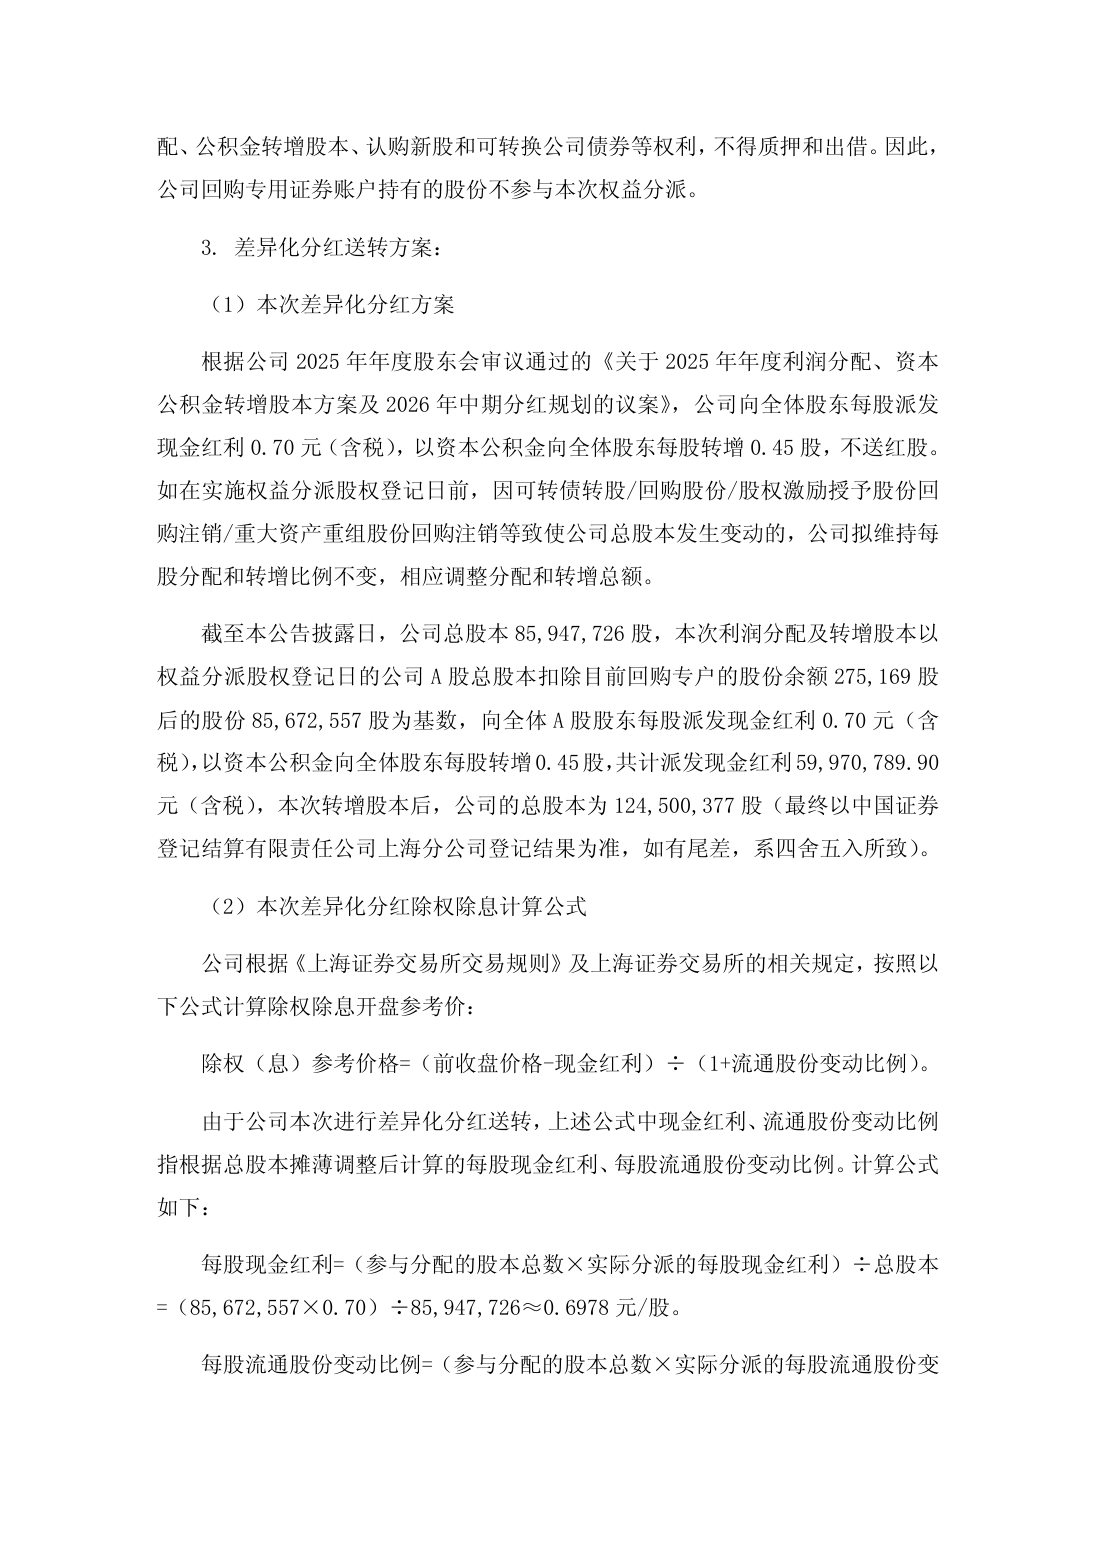 配、公积金转增股本、认购新股和可转换公司债券等权利，不得质押和出借。因此，
公司回购专用证券账户持有的股份不参与本次权益分派。
3. 差异化分红送转方案：
（1）本次差异化分红方案
根据公司 2025 年年度股东会审议通过的《关于 2025 年年度利润分配、资本
公积金转增股本方案及 2026 年中期分红规划的议案》，公司向全体股东每股派发
现金红利 0.70 元（含税），以资本公积金向全体股东每股转增 0.45 股，不送红股。
如在实施权益分派股权登记日前，因可转债转股/回购股份/股权激励授予股份回
购注销/重大资产重组股份回购注销等致使公司总股本发生变动的，公司拟维持每
股分配和转增比例不变，相应调整分配和转增总额。
截至本公告披露日，公司总股本 85,947,726 股，本次利润分配及转增股本以
权益分派股权登记日的公司 A 股总股本扣除目前回购专户的股份余额 275,169 股
后的股份 85,672,557 股为基数，向全体 A 股股东每股派发现金红利 0.70 元（含
税），以资本公积金向全体股东每股转增 0.45 股，共计派发现金红利 59,970,789.90
元（含税），本次转增股本后，公司的总股本为 124,500,377 股（最终以中国证券
登记结算有限责任公司上海分公司登记结果为准，如有尾差，系四舍五入所致）。
（2）本次差异化分红除权除息计算公式
公司根据《上海证券交易所交易规则》及上海证券交易所的相关规定，按照以
下公式计算除权除息开盘参考价：
除权（息）参考价格=（前收盘价格-现金红利）÷（1+流通股份变动比例）。
由于公司本次进行差异化分红送转，上述公式中现金红利、流通股份变动比例
指根据总股本摊薄调整后计算的每股现金红利、每股流通股份变动比例。计算公式
如下：
每股现金红利=（参与分配的股本总数×实际分派的每股现金红利）÷总股本
=（85,672,557×0.70）÷85,947,726≈0.6978 元/股。
每股流通股份变动比例=（参与分配的股本总数×实际分派的每股流通股份变